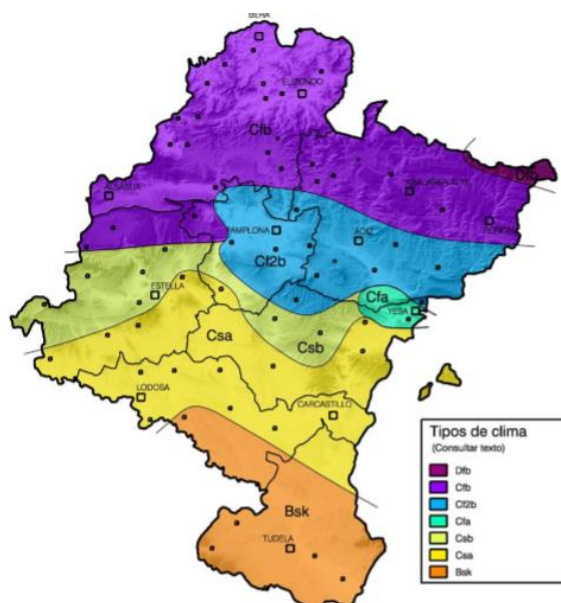 BERA
ELIZONDO
Cfb
Dfb
ALSASUA
RONCAL
PAMPLONA
AOIZ
Cf2b
ESTELLA
Cfa
YESA
Csa
Csb
LODOSA
CARCASTILLO
Bsk
TUDELA
Tipos de clima
(Consultar texto)
Dfb
Cfb
Cf2b
Cfa
Csb
Csa
Bsk